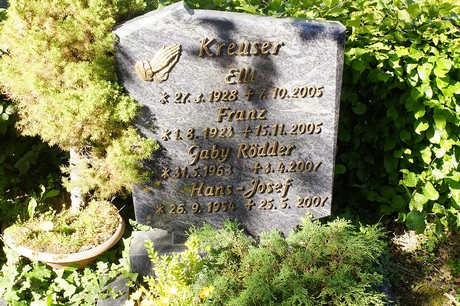 Kreuser
Elli
* 27. 3. 1928 + 7. 10. 2005
Franz
* 1. 8. 1923 + 15. 11. 2005
Gaby Rödder
* 31. 5. 1963 + 3. 4. 2007
Hans-Josef
* 26. 9. 1954 + 25. 5. 2007